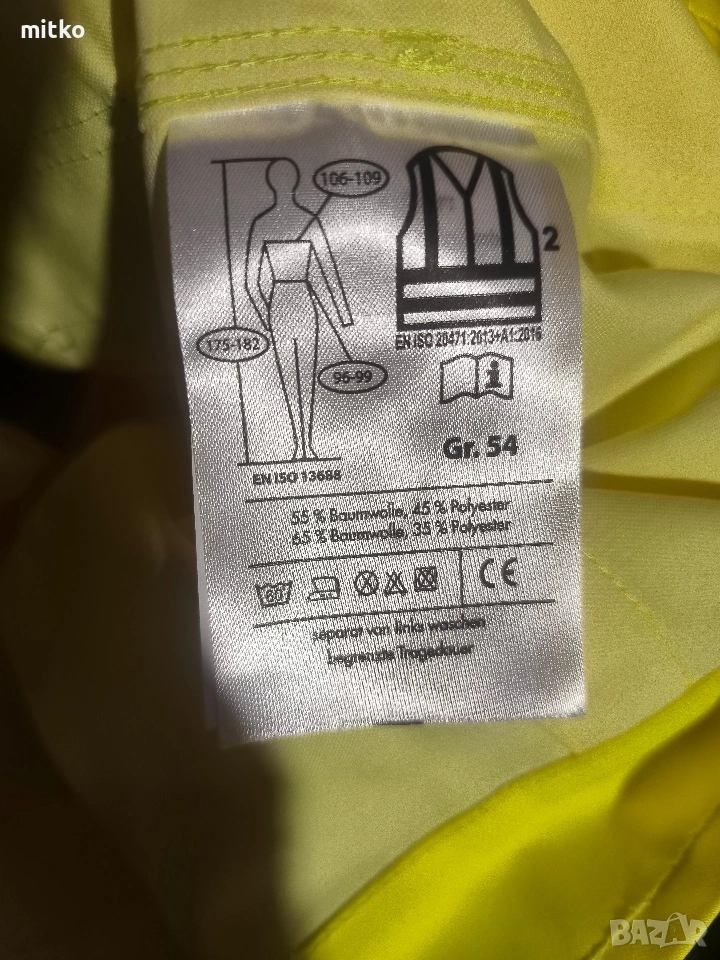 mitko
106-109
2
175-182
96-99
EN ISO 20471:2013+A1:2016
i
Gr. 54
EN ISO 13688
55 % Baumwolle, 45 % Polyester
65 % Baumwolle, 35 % Polyester
60
CE
separat von links waschen
begrenzte Tragedauer
BAZAR